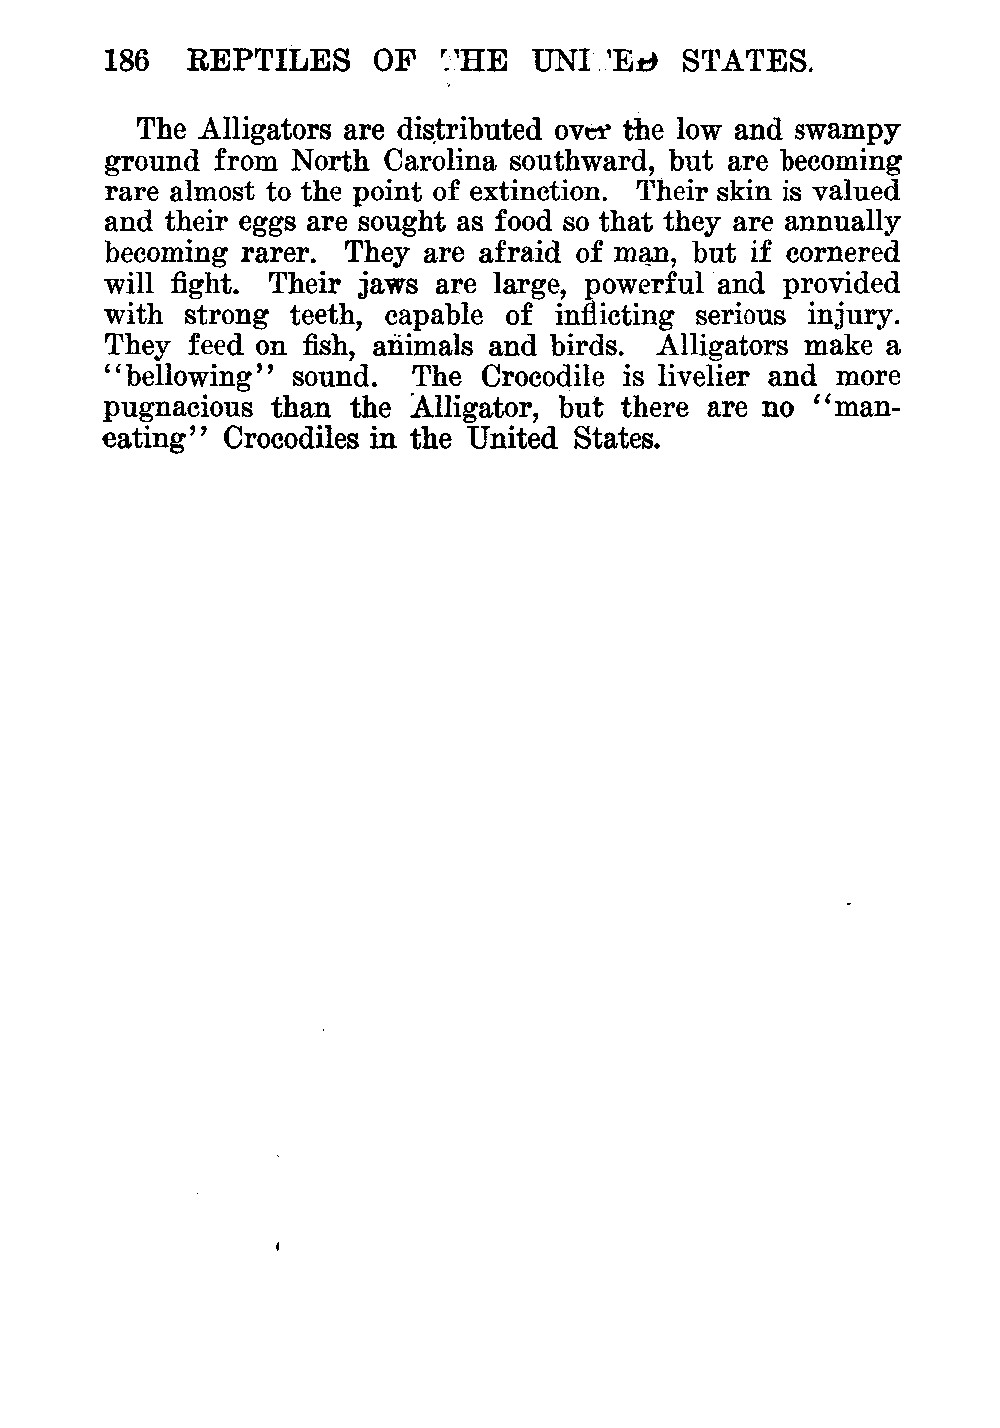 186 REPTILES OF THE UNITED STATES.
The Alligators are distributed over the low and swampy
ground from North Carolina southward, but are becoming
rare almost to the point of extinction. Their skin is valued
and their eggs are sought as food so that they are annually
becoming rarer. They are afraid of man, but if cornered
will fight. Their jaws are large, powerful and provided
with strong teeth, capable of inflicting serious injury.
They feed on fish, animals and birds. Alligators make a
“bellowing” sound. The Crocodile is livelier and more
pugnacious than the Alligator, but there are no “man-
eating” Crocodiles in the United States.